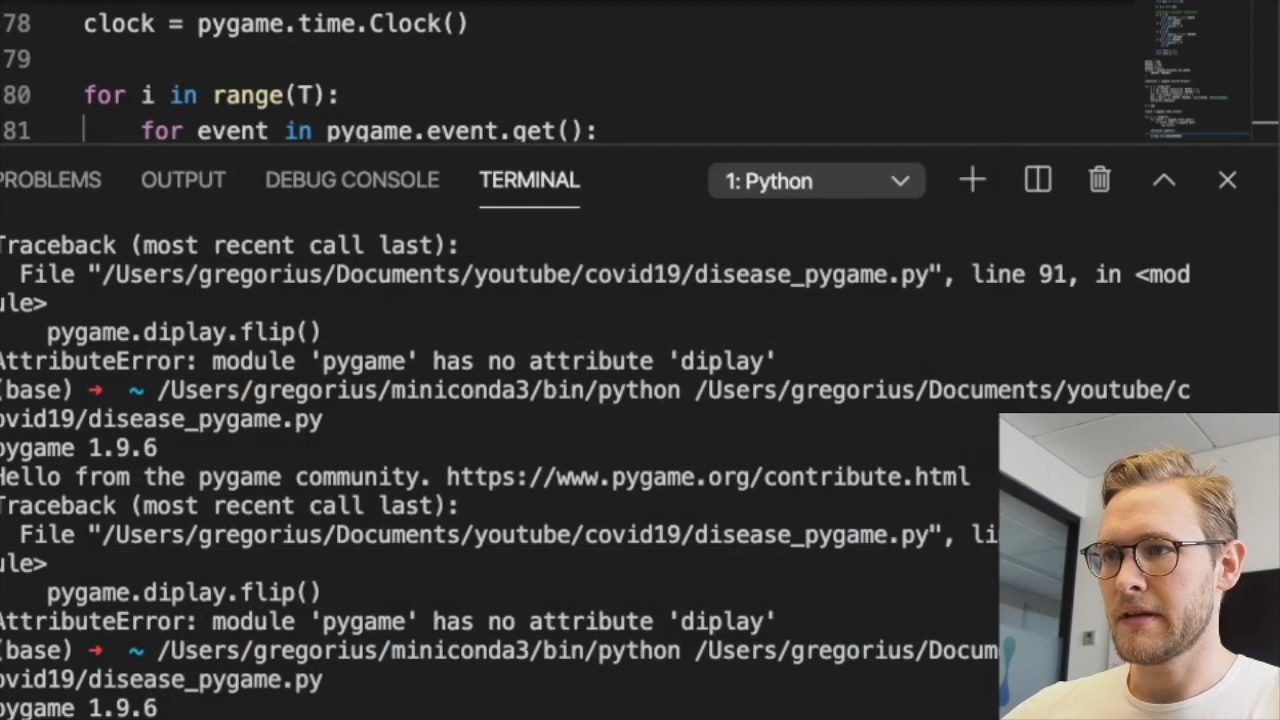 78 clock = pygame.time.Clock()
79
80 for i in range(T):
81 for event in pygame.event.get():
PROBLEMS OUTPUT DEBUG CONSOLE TERMINAL 1: Python
Traceback (most recent call last):
File "/Users/gregorius/Documents/youtube/covid19/disease_pygame.py", line 91, in <mod
ule>
pygame.diplay.flip()
AttributeError: module 'pygame' has no attribute 'diplay'
(base) → ~ /Users/gregorius/miniconda3/bin/python /Users/gregorius/Documents/youtube/c
ovid19/disease_pygame.py
pygame 1.9.6
Hello from the pygame community. https://www.pygame.org/contribute.html
Traceback (most recent call last):
File "/Users/gregorius/Documents/youtube/covid19/disease_pygame.py", li
ule>
pygame.diplay.flip()
AttributeError: module 'pygame' has no attribute 'diplay'
(base) → ~ /Users/gregorius/miniconda3/bin/python /Users/gregorius/Docum
ovid19/disease_pygame.py
pygame 1.9.6